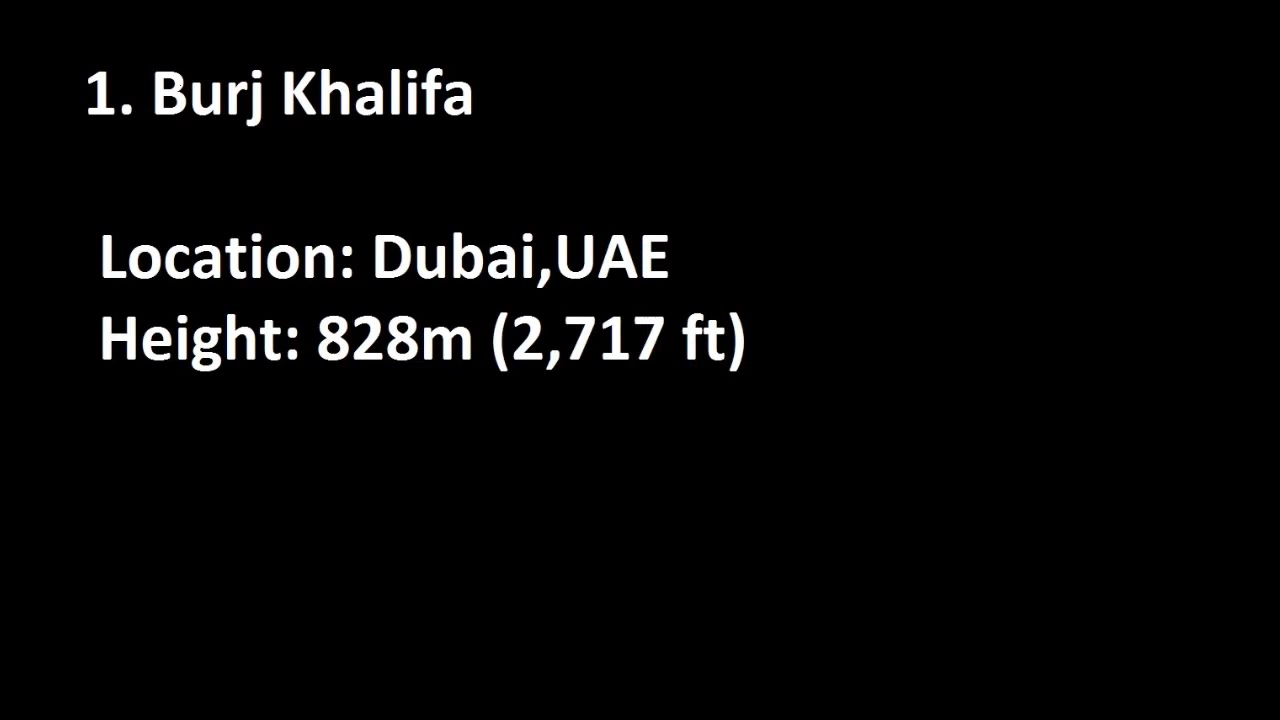 1. Burj Khalifa
Location: Dubai,UAE
Height: 828m (2,717 ft)